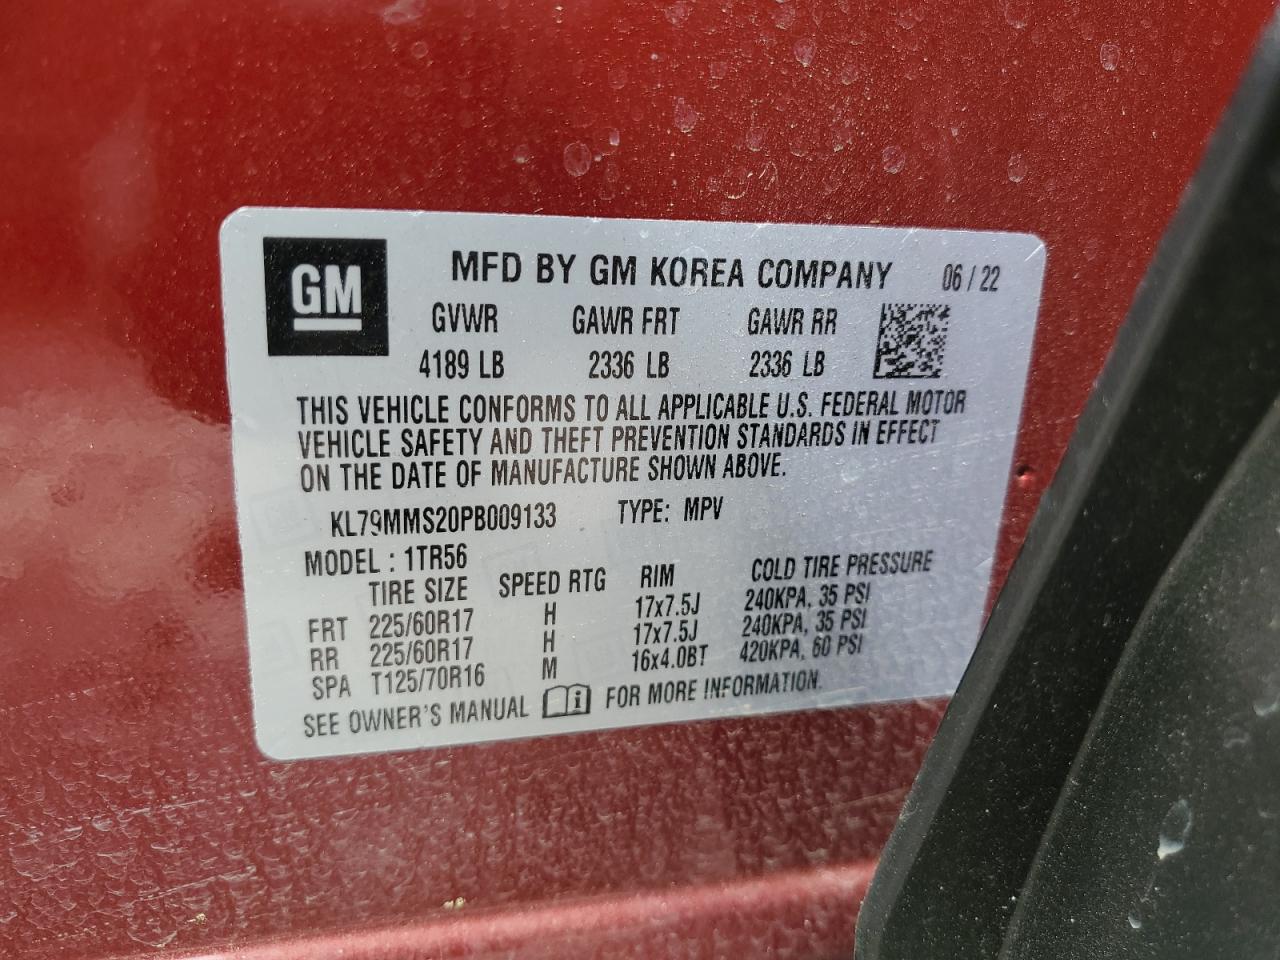 GM
MFD BY GM KOREA COMPANY 06 / 22
GVWR GAWR FRT GAWR RR
4189 LB 2336 LB 2336 LB
THIS VEHICLE CONFORMS TO ALL APPLICABLE U.S. FEDERAL MOTOR
VEHICLE SAFETY AND THEFT PREVENTION STANDARDS IN EFFECT
ON THE DATE OF MANUFACTURE SHOWN ABOVE.
KL79MMS20PB009133 TYPE: MPV
MODEL : 1TR56
TIRE SIZE SPEED RTG RIM COLD TIRE PRESSURE
FRT 225/60R17 H 17x7.5J 240KPA, 35 PSI
RR 225/60R17 H 17x7.5J 240KPA, 35 PSI
SPA T125/70R16 M 16x4.0BT 420KPA, 60 PSI
SEE OWNER'S MANUAL i FOR MORE INFORMATION.